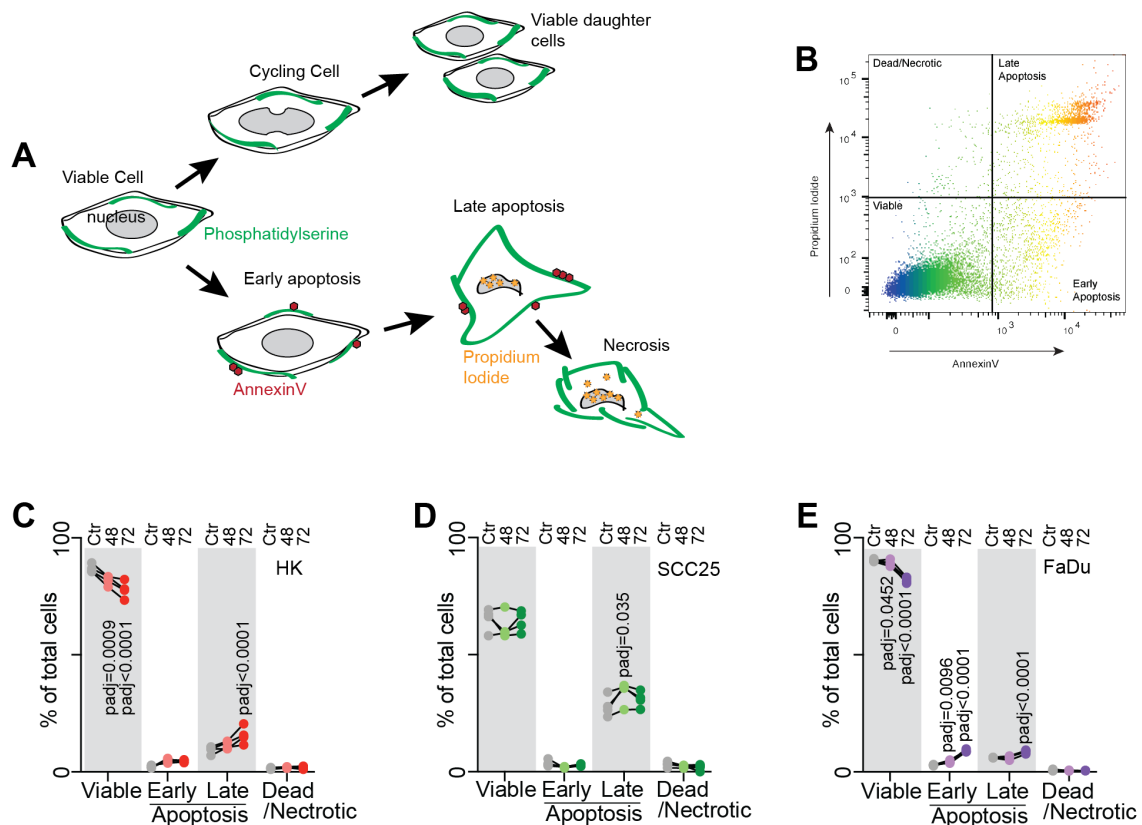 A
Viable Cell
nucleus
Phosphatidylserine
Cycling Cell
Viable daughter
cells
Early apoptosis
AnnexinV
Late apoptosis
Propidium
Iodide
Necrosis
B
Dead/Necrotic
Late
Apoptosis
Viable
Early
Apoptosis
Propidium Iodide
10^5
10^4
10^3
10^2
0
0
10^3
10^4
AnnexinV
C
Ctr 48 72
Ctr 48 72
Ctr 48 72
Ctr 48 72
HK
100
0
% of total cells
padj=0.0009
padj<0.0001
padj<0.0001
Viable
Early
Late
Apoptosis
Dead
/Nectrotic
D
Ctr 48 72
Ctr 48 72
Ctr 48 72
Ctr 48 72
SCC25
100
0
% of total cells
padj=0.035
Viable
Early
Late
Apoptosis
Dead
/Nectrotic
E
Ctr 48 72
Ctr 48 72
Ctr 48 72
Ctr 48 72
FaDu
100
0
% of total cells
padj=0.0452
padj<0.0001
padj=0.0096
padj<0.0001
padj<0.0001
Viable
Early
Late
Apoptosis
Dead
/Nectrotic